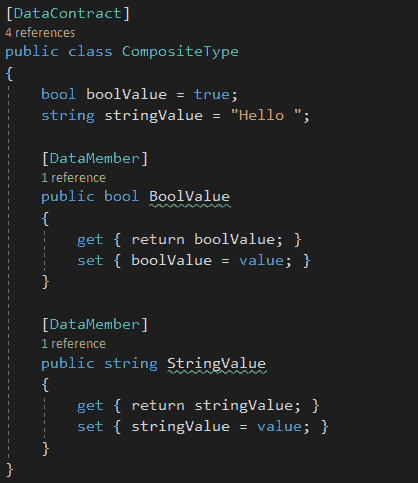 [DataContract]
4 references
public class CompositeType
{
    bool boolValue = true;
    string stringValue = "Hello ";
    [DataMember]
    1 reference
    public bool BoolValue
    {
        get { return boolValue; }
        set { boolValue = value; }
    }
    [DataMember]
    1 reference
    public string StringValue
    {
        get { return stringValue; }
        set { stringValue = value; }
    }
}